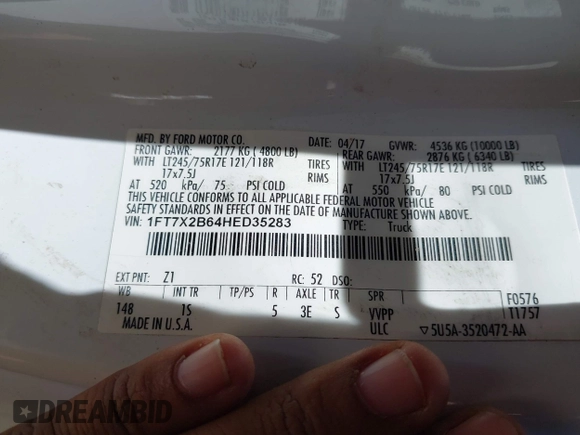 MFD. BY FORD MOTOR CO.
DATE: 04/17 GVWR: 4536 KG (10000 LB)
FRONT GAWR: 2177 KG (4800 LB) REAR GAWR: 2876 KG (6340 LB)
WITH LT245/75R17E 121/118R TIRES WITH LT245/75R17E 121/118R TIRES
17x7.5J RIMS 17x7.5J RIMS
AT 520 kPa/ 75 PSI COLD AT 550 kPa/ 80 PSI COLD
THIS VEHICLE CONFORMS TO ALL APPLICABLE FEDERAL MOTOR VEHICLE
SAFETY STANDARDS IN EFFECT ON THE DATE OF MANUFACTURE SHOWN ABOVE
VIN: 1FT7X2B64HED35283 TYPE: Truck
EXT PNT: Z1 RC: 52 DSO: F0576
WB INT TR TP/PS R AXLE TR SPR T1757
148 1S 5 3E S VVPP
MADE IN U.S.A. ULC ▽5U5A-3520472-AA
DREAMBID